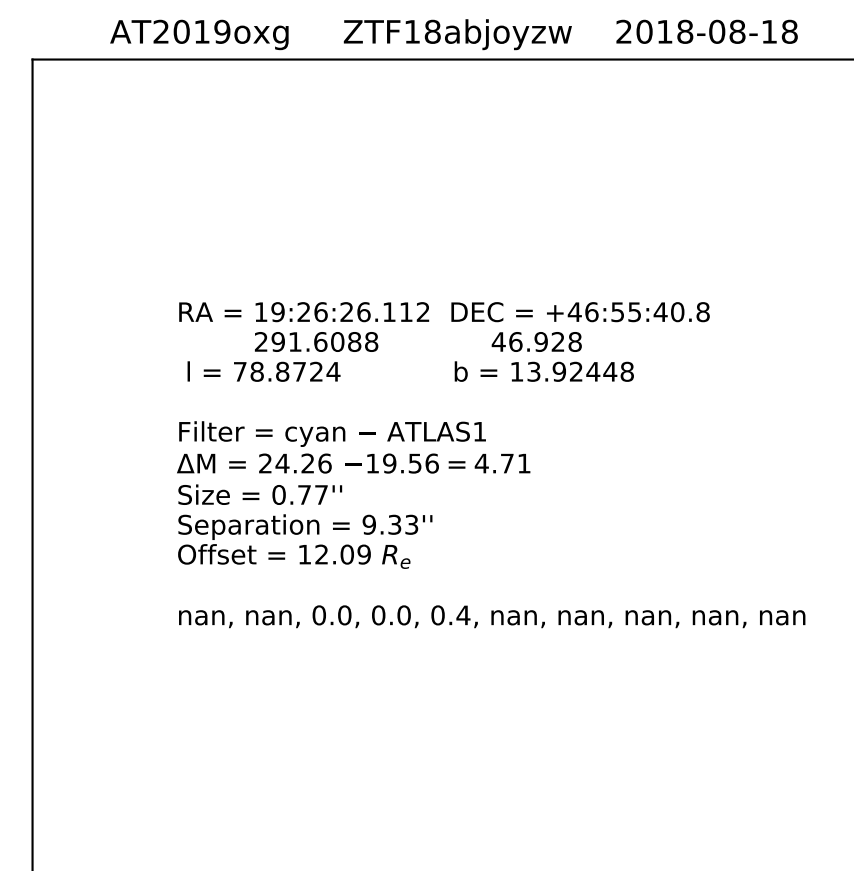 AT2019oxg ZTF18abjoyzw 2018-08-18
RA = 19:26:26.112 DEC = +46:55:40.8
291.6088 46.928
l = 78.8724 b = 13.92448
Filter = cyan − ATLAS1
ΔM = 24.26 −19.56 = 4.71
Size = 0.77''
Separation = 9.33''
Offset = 12.09 Rₑ
nan, nan, 0.0, 0.0, 0.4, nan, nan, nan, nan, nan